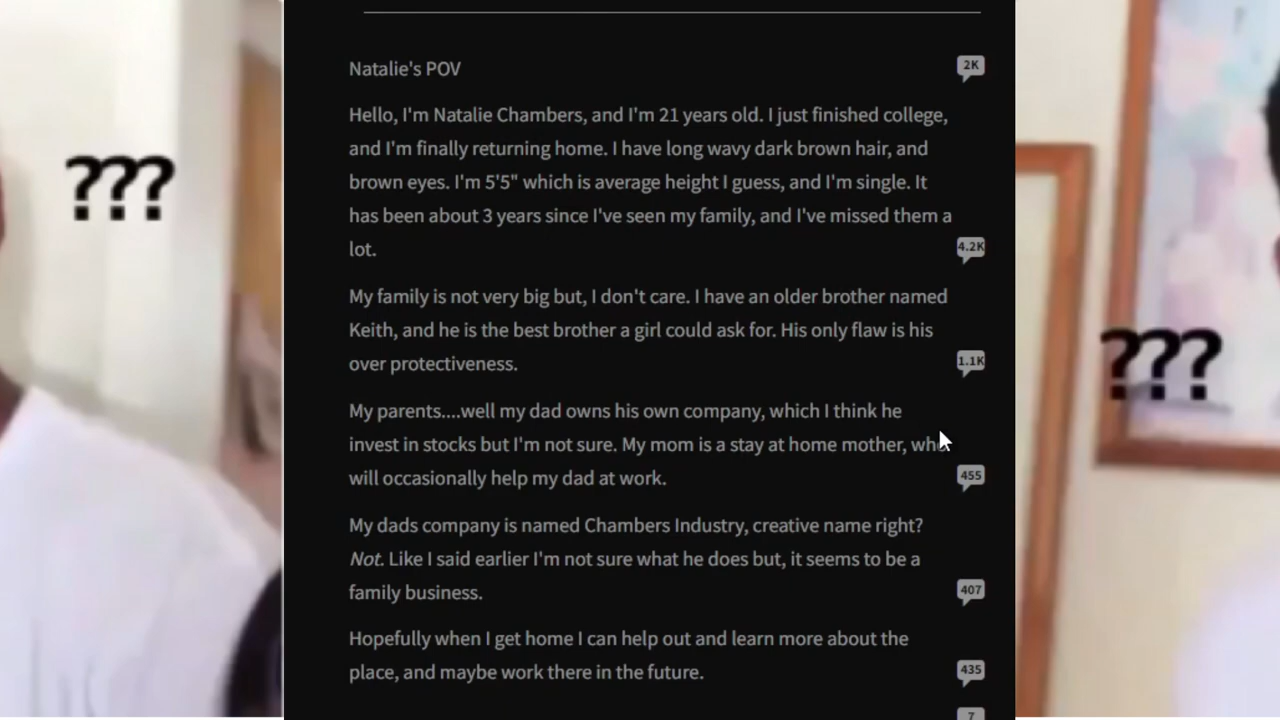 ???
Natalie's POV
2K
Hello, I'm Natalie Chambers, and I'm 21 years old. I just finished college,
and I'm finally returning home. I have long wavy dark brown hair, and
brown eyes. I'm 5'5" which is average height I guess, and I'm single. It
has been about 3 years since I've seen my family, and I've missed them a
lot.
4.2K
My family is not very big but, I don't care. I have an older brother named
Keith, and he is the best brother a girl could ask for. His only flaw is his
over protectiveness.
1.1K
My parents....well my dad owns his own company, which I think he
invest in stocks but I'm not sure. My mom is a stay at home mother, who
will occasionally help my dad at work.
455
My dads company is named Chambers Industry, creative name right?
Not. Like I said earlier I'm not sure what he does but, it seems to be a
family business.
407
Hopefully when I get home I can help out and learn more about the
place, and maybe work there in the future.
435
7
???